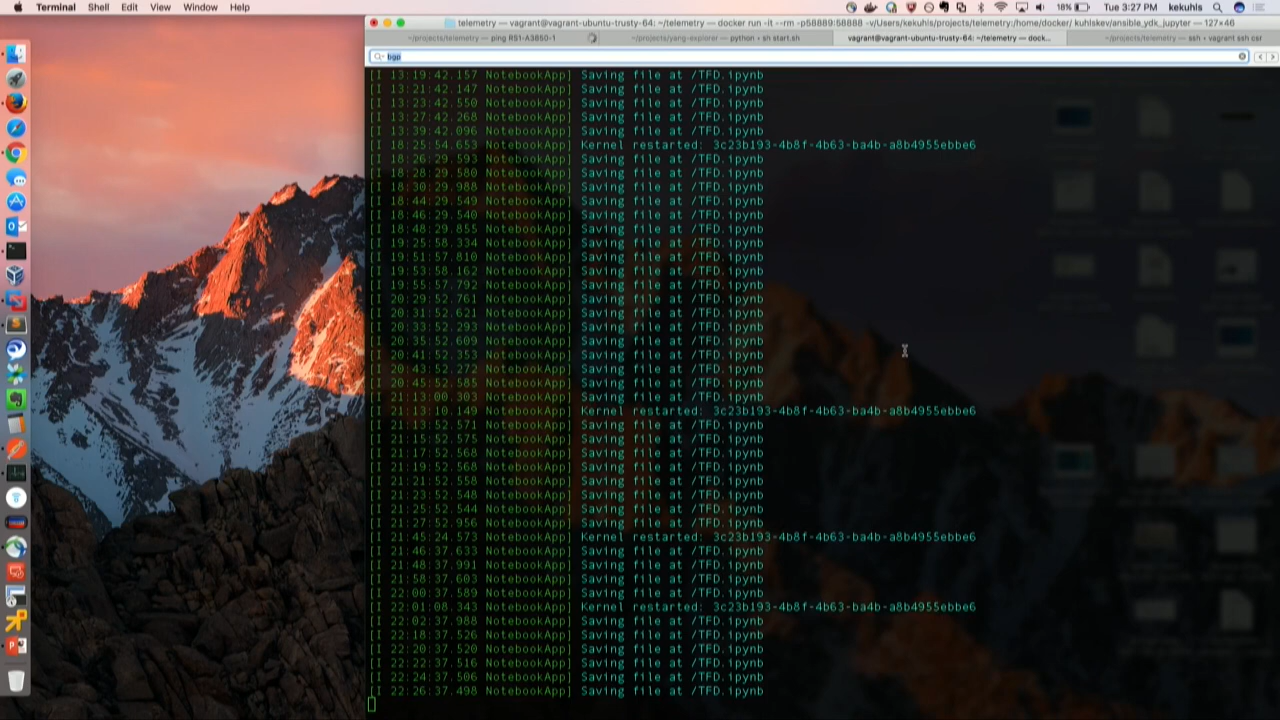 Terminal Shell Edit View Window Help
18% Tue 3:27 PM kekuhls
telemetry — vagrant@vagrant-ubuntu-trusty-64: ~/telemetry — docker run -it --rm -p58889:58888 -v/Users/kekuhls/projects/telemetry:/home/docker/ kuhlskev/ansible_ydk_jupyter — 127×46
~/projects/telemetry — ping RS1-A3850-1
~/projects/yang-explorer — python • sh start.sh
vagrant@vagrant-ubuntu-trusty-64: ~/telemetry — dock...
~/projects/telemetry — ssh • vagrant ssh csr
bgp
[I 13:19:42.157 NotebookApp] Saving file at /TFD.ipynb
[I 13:21:42.147 NotebookApp] Saving file at /TFD.ipynb
[I 13:23:42.550 NotebookApp] Saving file at /TFD.ipynb
[I 13:27:42.268 NotebookApp] Saving file at /TFD.ipynb
[I 13:39:42.096 NotebookApp] Saving file at /TFD.ipynb
[I 18:25:54.653 NotebookApp] Kernel restarted: 3c23b193-4b8f-4b63-ba4b-a8b4955ebbe6
[I 18:26:29.593 NotebookApp] Saving file at /TFD.ipynb
[I 18:28:29.580 NotebookApp] Saving file at /TFD.ipynb
[I 18:30:29.988 NotebookApp] Saving file at /TFD.ipynb
[I 18:44:29.549 NotebookApp] Saving file at /TFD.ipynb
[I 18:46:29.540 NotebookApp] Saving file at /TFD.ipynb
[I 18:48:29.855 NotebookApp] Saving file at /TFD.ipynb
[I 19:25:58.334 NotebookApp] Saving file at /TFD.ipynb
[I 19:51:57.810 NotebookApp] Saving file at /TFD.ipynb
[I 19:53:58.162 NotebookApp] Saving file at /TFD.ipynb
[I 19:55:57.792 NotebookApp] Saving file at /TFD.ipynb
[I 20:29:52.761 NotebookApp] Saving file at /TFD.ipynb
[I 20:31:52.621 NotebookApp] Saving file at /TFD.ipynb
[I 20:33:52.293 NotebookApp] Saving file at /TFD.ipynb
[I 20:35:52.609 NotebookApp] Saving file at /TFD.ipynb
[I 20:41:52.353 NotebookApp] Saving file at /TFD.ipynb
[I 20:43:52.272 NotebookApp] Saving file at /TFD.ipynb
[I 20:45:52.585 NotebookApp] Saving file at /TFD.ipynb
[I 21:13:00.303 NotebookApp] Saving file at /TFD.ipynb
[I 21:13:10.149 NotebookApp] Kernel restarted: 3c23b193-4b8f-4b63-ba4b-a8b4955ebbe6
[I 21:13:52.571 NotebookApp] Saving file at /TFD.ipynb
[I 21:15:52.575 NotebookApp] Saving file at /TFD.ipynb
[I 21:17:52.568 NotebookApp] Saving file at /TFD.ipynb
[I 21:19:52.568 NotebookApp] Saving file at /TFD.ipynb
[I 21:21:52.558 NotebookApp] Saving file at /TFD.ipynb
[I 21:23:52.548 NotebookApp] Saving file at /TFD.ipynb
[I 21:25:52.544 NotebookApp] Saving file at /TFD.ipynb
[I 21:27:52.956 NotebookApp] Saving file at /TFD.ipynb
[I 21:45:24.573 NotebookApp] Kernel restarted: 3c23b193-4b8f-4b63-ba4b-a8b4955ebbe6
[I 21:46:37.633 NotebookApp] Saving file at /TFD.ipynb
[I 21:48:37.991 NotebookApp] Saving file at /TFD.ipynb
[I 21:58:37.603 NotebookApp] Saving file at /TFD.ipynb
[I 22:00:37.589 NotebookApp] Saving file at /TFD.ipynb
[I 22:01:08.343 NotebookApp] Kernel restarted: 3c23b193-4b8f-4b63-ba4b-a8b4955ebbe6
[I 22:02:37.988 NotebookApp] Saving file at /TFD.ipynb
[I 22:18:37.526 NotebookApp] Saving file at /TFD.ipynb
[I 22:20:37.520 NotebookApp] Saving file at /TFD.ipynb
[I 22:22:37.516 NotebookApp] Saving file at /TFD.ipynb
[I 22:24:37.506 NotebookApp] Saving file at /TFD.ipynb
[I 22:26:37.498 NotebookApp] Saving file at /TFD.ipynb